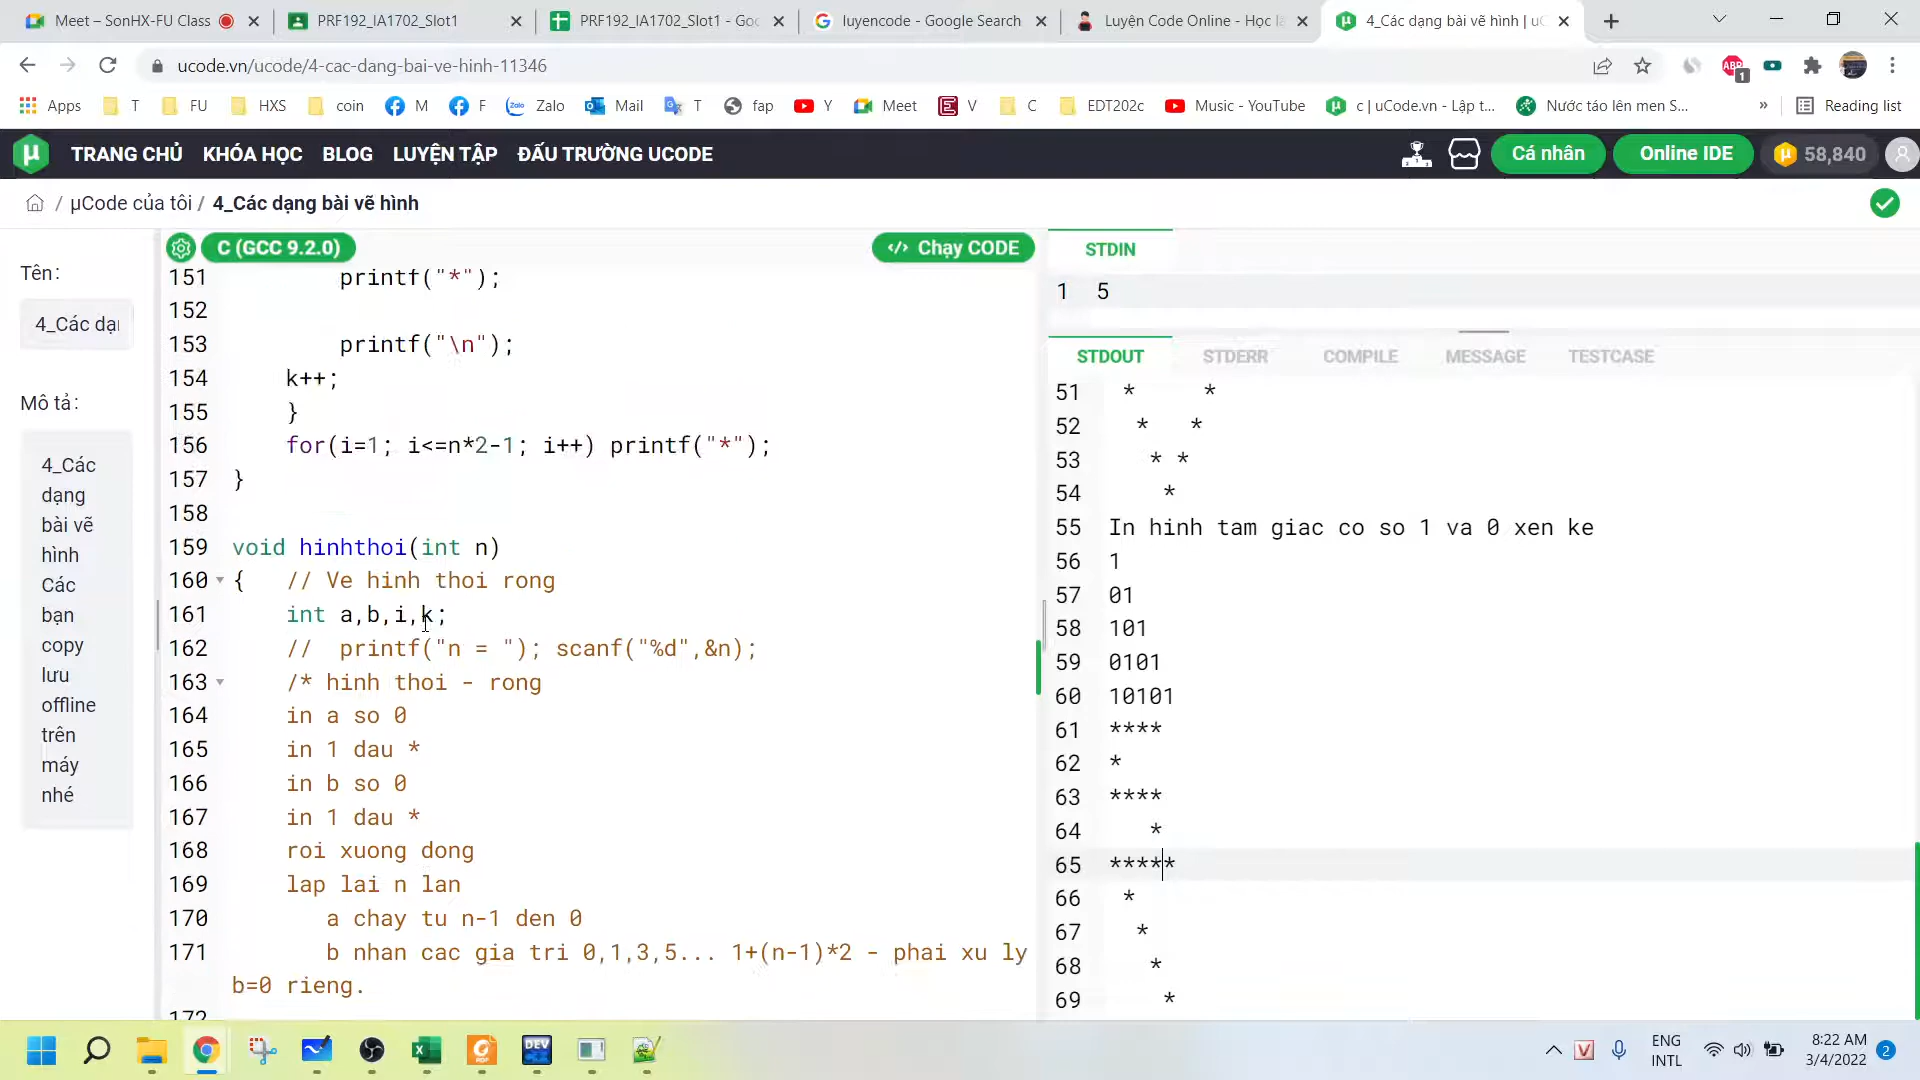 Meet – SonHX-FU Class
PRF192_IA1702_Slot1
PRF192_IA1702_Slot1 - Goo
luyencode - Google Search
Luyện Code Online - Học l
4_Các dạng bài vẽ hình | uC
ucode.vn/ucode/4-cac-dang-bai-ve-hinh-11346
ABP
1
Apps
T
FU
HXS
coin
M
F
Zalo
Mail
T
fap
Y
Meet
V
C
EDT202c
Music - YouTube
c | uCode.vn - Lập t...
Nước táo lên men S...
»
Reading list
µ TRANG CHỦ KHÓA HỌC BLOG LUYỆN TẬP ĐẤU TRƯỜNG UCODE
Cá nhân
Online IDE
58,840
/ µCode của tôi / 4_Các dạng bài vẽ hình
Tên:
4_Các dạ
Mô tả:
4_Các
dạng
bài vẽ
hình
Các
bạn
copy
lưu
offline
trên
máy
nhé
C (GCC 9.2.0)
</> Chạy CODE
151 printf("*");
152
153 printf("\n");
154 k++;
155 }
156 for(i=1; i<=n*2-1; i++) printf("*");
157 }
158
159 void hinhthoi(int n)
160 { // Ve hinh thoi rong
161 int a,b,i,k;
162 // printf("n = "); scanf("%d",&n);
163 /* hinh thoi - rong
164 in a so 0
165 in 1 dau *
166 in b so 0
167 in 1 dau *
168 roi xuong dong
169 lap lai n lan
170 a chay tu n-1 den 0
171 b nhan cac gia tri 0,1,3,5... 1+(n-1)*2 - phai xu ly
b=0 rieng.
172
STDIN
1 5
STDOUT STDERR COMPILE MESSAGE TESTCASE
51 * *
52 * *
53 * *
54 *
55 In hinh tam giac co so 1 va 0 xen ke
56 1
57 01
58 101
59 0101
60 10101
61 ****
62 *
63 ****
64 *
65 *****
66 *
67 *
68 *
69 *
DEV
V
ENG
INTL
8:22 AM
3/4/2022
2